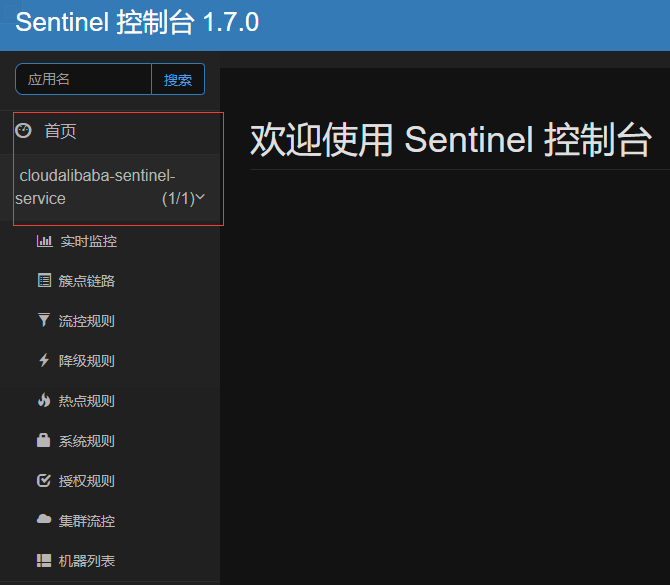 Sentinel 控制台 1.7.0
应用名 搜索
首页
欢迎使用 Sentinel 控制台
cloudalibaba-sentinel-
service (1/1)
实时监控
簇点链路
流控规则
降级规则
热点规则
系统规则
授权规则
集群流控
机器列表